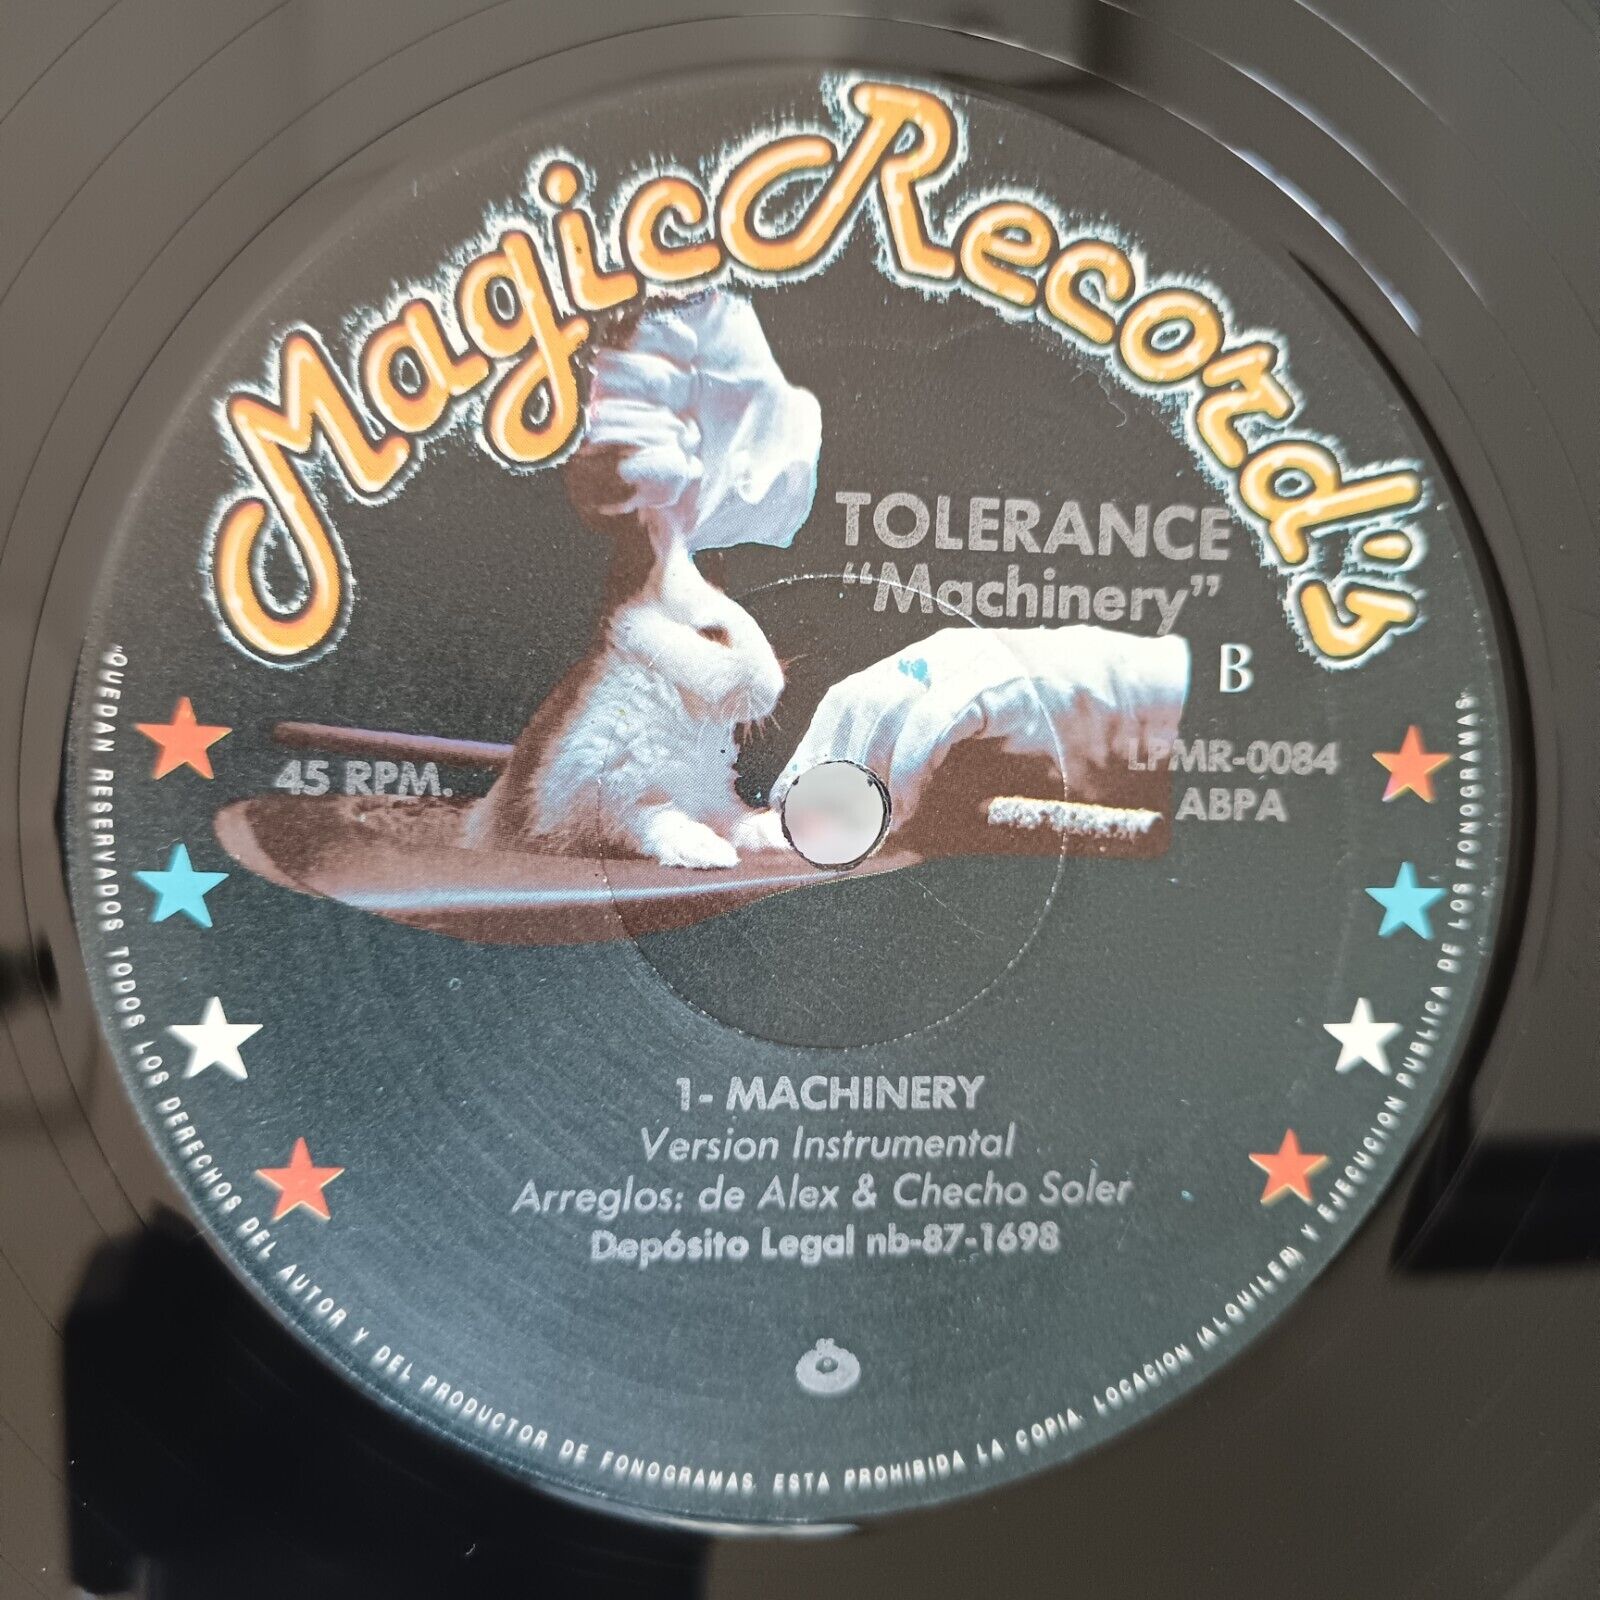 Magic Record's
TOLERANCE
"Machinery"
B
45 RPM.
LPMR-0084
ABPA
1- MACHINERY
Version Instrumental
Arreglos: de Alex & Checho Soler
Depósito Legal nb-87-1698
"QUEDAN RESERVADOS TODOS LOS DERECHOS DEL AUTOR Y DEL PRODUCTOR DE FONOGRAMAS. ESTA PROHIBIDA LA COPIA, LOCACION (ALQUILER) Y EJECUCION PUBLICA DE LOS FONOGRAMAS"